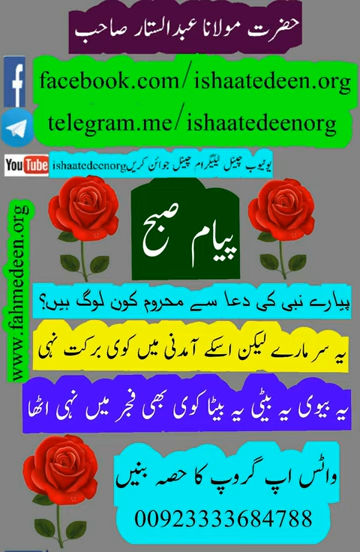 حضرت مولانا عبدالستار صاحب
facebook.com/ishaatedeen.org
telegram.me/ishaatedeenorg
You Tube ishaatedeenorg یوٹیوب چینل ٹیلیگرام چینل جوائن کریں
پیام صبح
www.fahmedeen.org
پیارے نبی کی دعا سے محروم کون لوگ ہیں؟
یہ سر مارے لیکن اسکے آمدنی میں کوی برکت نہی
یہ بیوی یہ بیٹی یہ بیٹا کوی بھی فجر میں نہی اٹھا
واٹس اپ گروپ کا حصہ بنیں
00923333684788